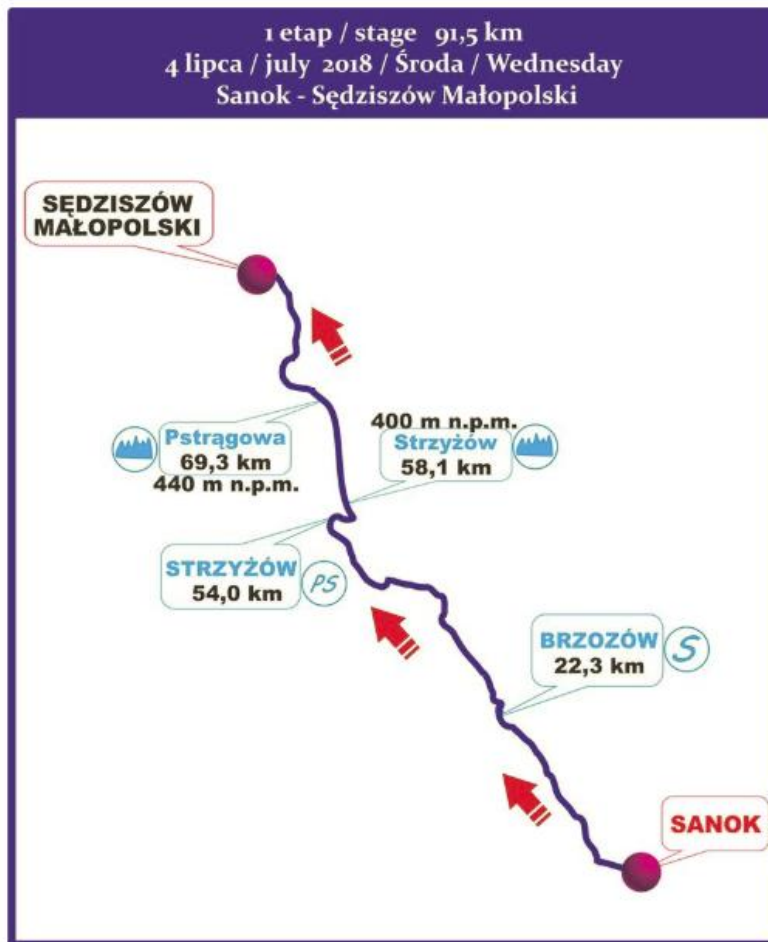 1 etap / stage 91,5 km
4 lipca / july 2018 / Środa / Wednesday
Sanok - Sędziszów Małopolski
SĘDZISZÓW
MAŁOPOLSKI
400 m n.p.m.
Pstrągowa
69,3 km
440 m n.p.m.
Strzyżów
58,1 km
STRZYŻÓW
54,0 km
PS
BRZOZÓW
22,3 km
S
SANOK